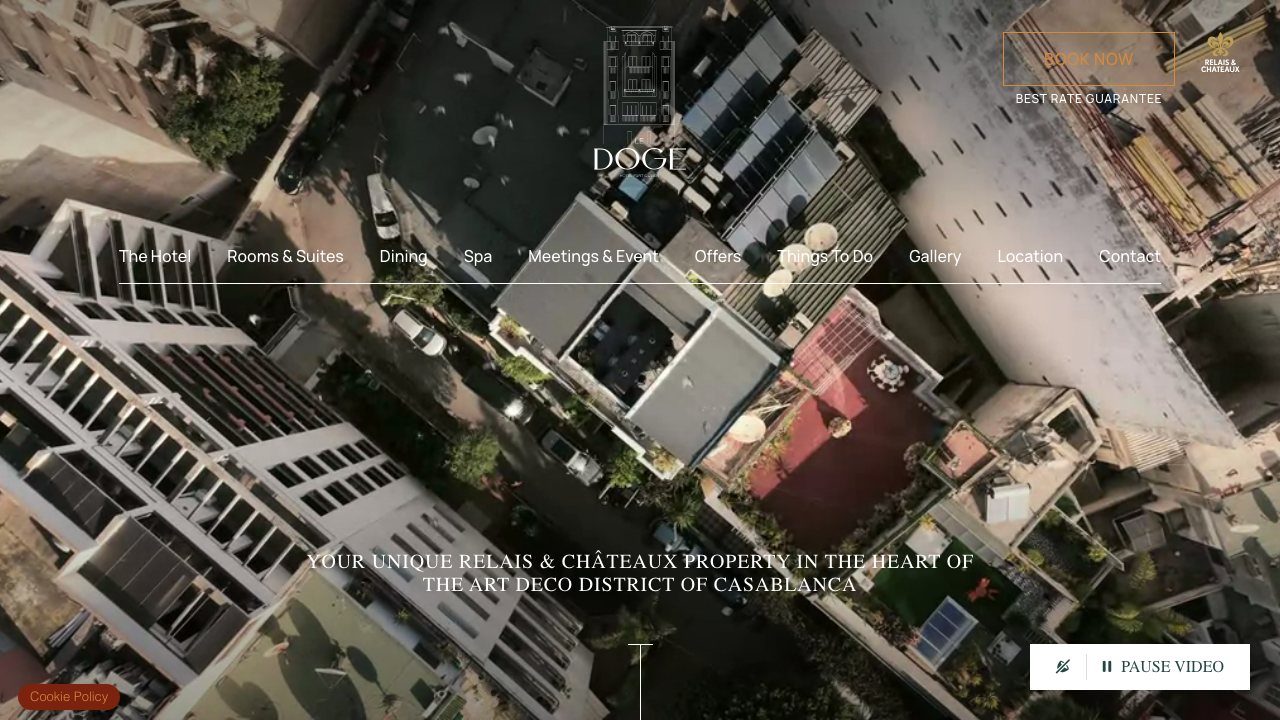 BOOK NOW
RELAIS &
CHATEAUX
BEST RATE GUARANTEE
LE
DOGE
The Hotel
Rooms & Suites
Dining
Spa
Meetings & Event
Offers
Things To Do
Gallery
Location
Contact
YOUR UNIQUE RELAIS & CHÂTEAUX PROPERTY IN THE HEART OF
THE ART DECO DISTRICT OF CASABLANCA
PAUSE VIDEO
Cookie Policy